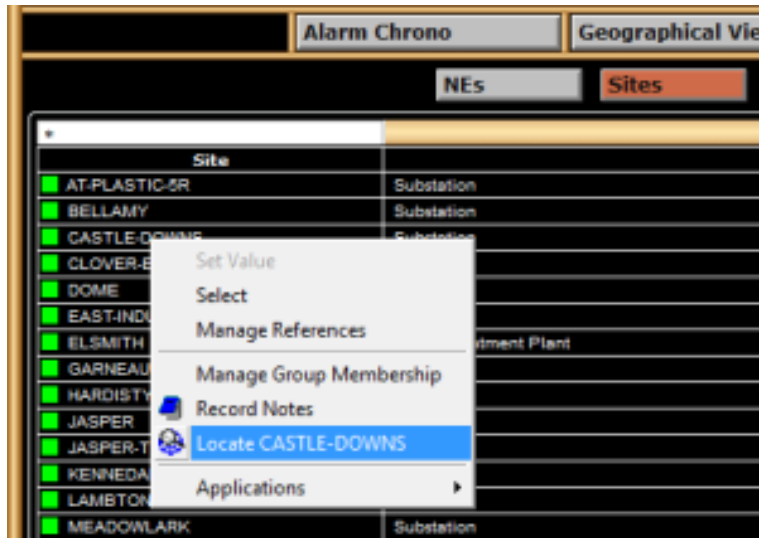 Alarm Chrono Geographical Vie
NEs Sites
*
Site
AT-PLASTIC-5R Substation
BELLAMY Substation
CASTLE-DOWNS Substation
CLOVER-B
DOME
EAST-INDU
ELSMITH tment Plant
GARNEAU
HARDISTY
JASPER
JASPER-T
KENNEDA
LAMBTON
MEADOWLARK Substation
Set Value
Select
Manage References
Manage Group Membership
Record Notes
Locate CASTLE-DOWNS
Applications